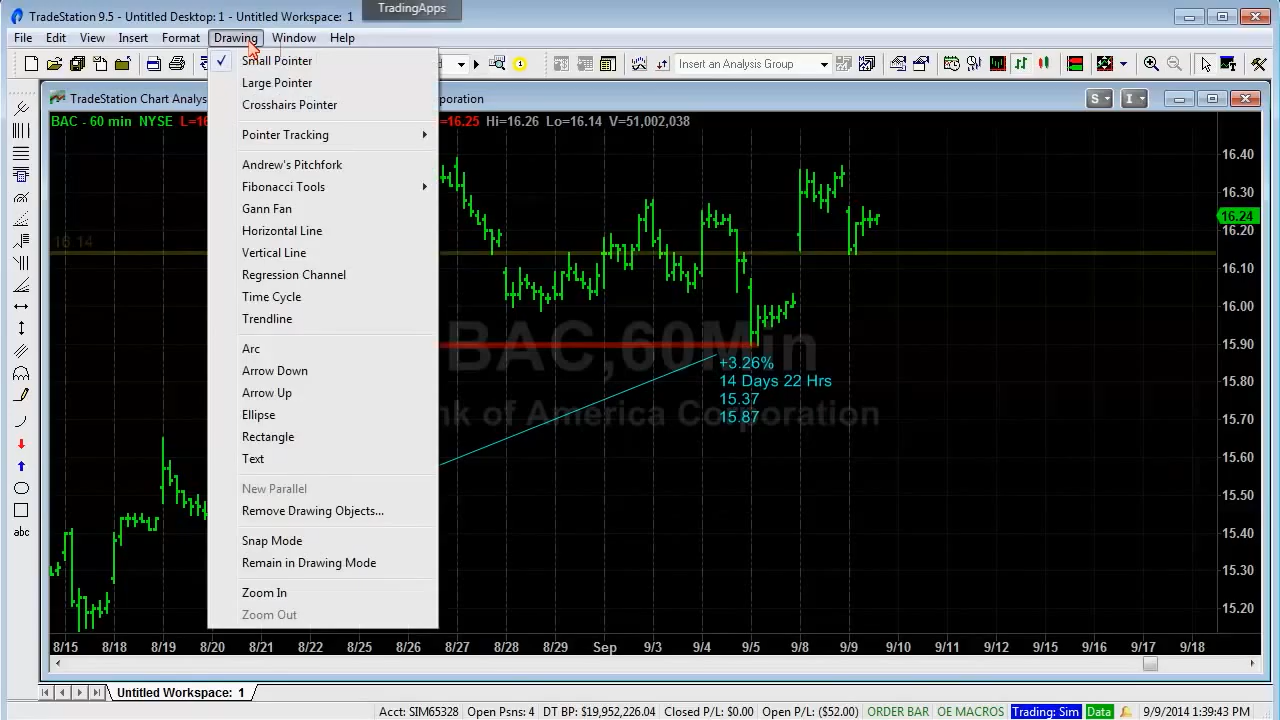 TradeStation 9.5 - Untitled Desktop: 1 - Untitled Workspace: 1
TradingApps
File Edit View Insert Format Drawing Window Help
Insert an Analysis Group
TradeStation Chart Analys
poration
S
I
BAC - 60 min NYSE L=16
=16.25 Hi=16.26 Lo=16.14 V=51,002,038
Small Pointer
Large Pointer
Crosshairs Pointer
Pointer Tracking
Andrew's Pitchfork
Fibonacci Tools
Gann Fan
Horizontal Line
Vertical Line
Regression Channel
Time Cycle
Trendline
Arc
Arrow Down
Arrow Up
Ellipse
Rectangle
Text
New Parallel
Remove Drawing Objects...
Snap Mode
Remain in Drawing Mode
Zoom In
Zoom Out
abc
16.14
BAC,60Min
nk of America Corporation
+3.26%
14 Days 22 Hrs
15.37
15.87
16.40
16.30
16.24
16.20
16.10
16.00
15.90
15.80
15.70
15.60
15.50
15.40
15.30
15.20
8/15 8/18 8/19 8/20 8/21 8/22 8/25 8/26 8/27 8/28 8/29 Sep 9/3 9/4 9/5 9/8 9/9 9/10 9/11 9/12 9/15 9/16 9/17 9/18
Untitled Workspace: 1
Acct: SIM65328 Open Psns: 4 DT BP: $19,952,226.04 Closed P/L: $0.00 Open P/L: ($52.00) ORDER BAR OE MACROS Trading: Sim Data 9/9/2014 1:39:43 PM